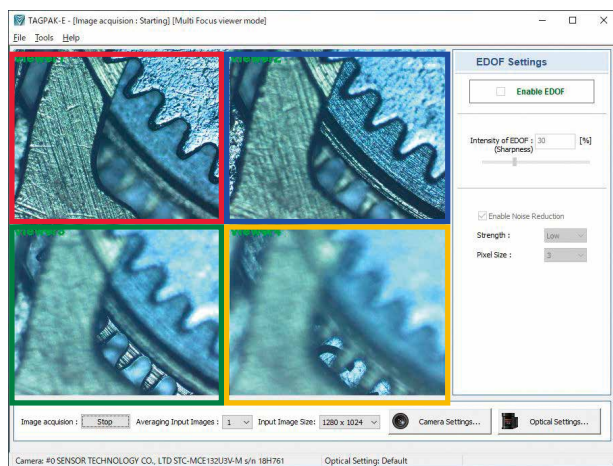 TAGPAK-E - [Image acquision : Starting] [Multi Focus viewer mode]
File Tools Help
EDOF Settings
Enable EDOF
Intensity of EDOF : 30 [%]
(Sharpness)
Enable Noise Reduction
Strength : Low
Pixel Size : 3
Image acquision : Stop Averaging Input Images : 1 Input Image Size: 1280 x 1024 Camera Settings... Optical Settings...
Camera: #0 SENSOR TECHNOLOGY CO., LTD STC-MCE132U3V-M s/n 18H761 Optical Setting: Default